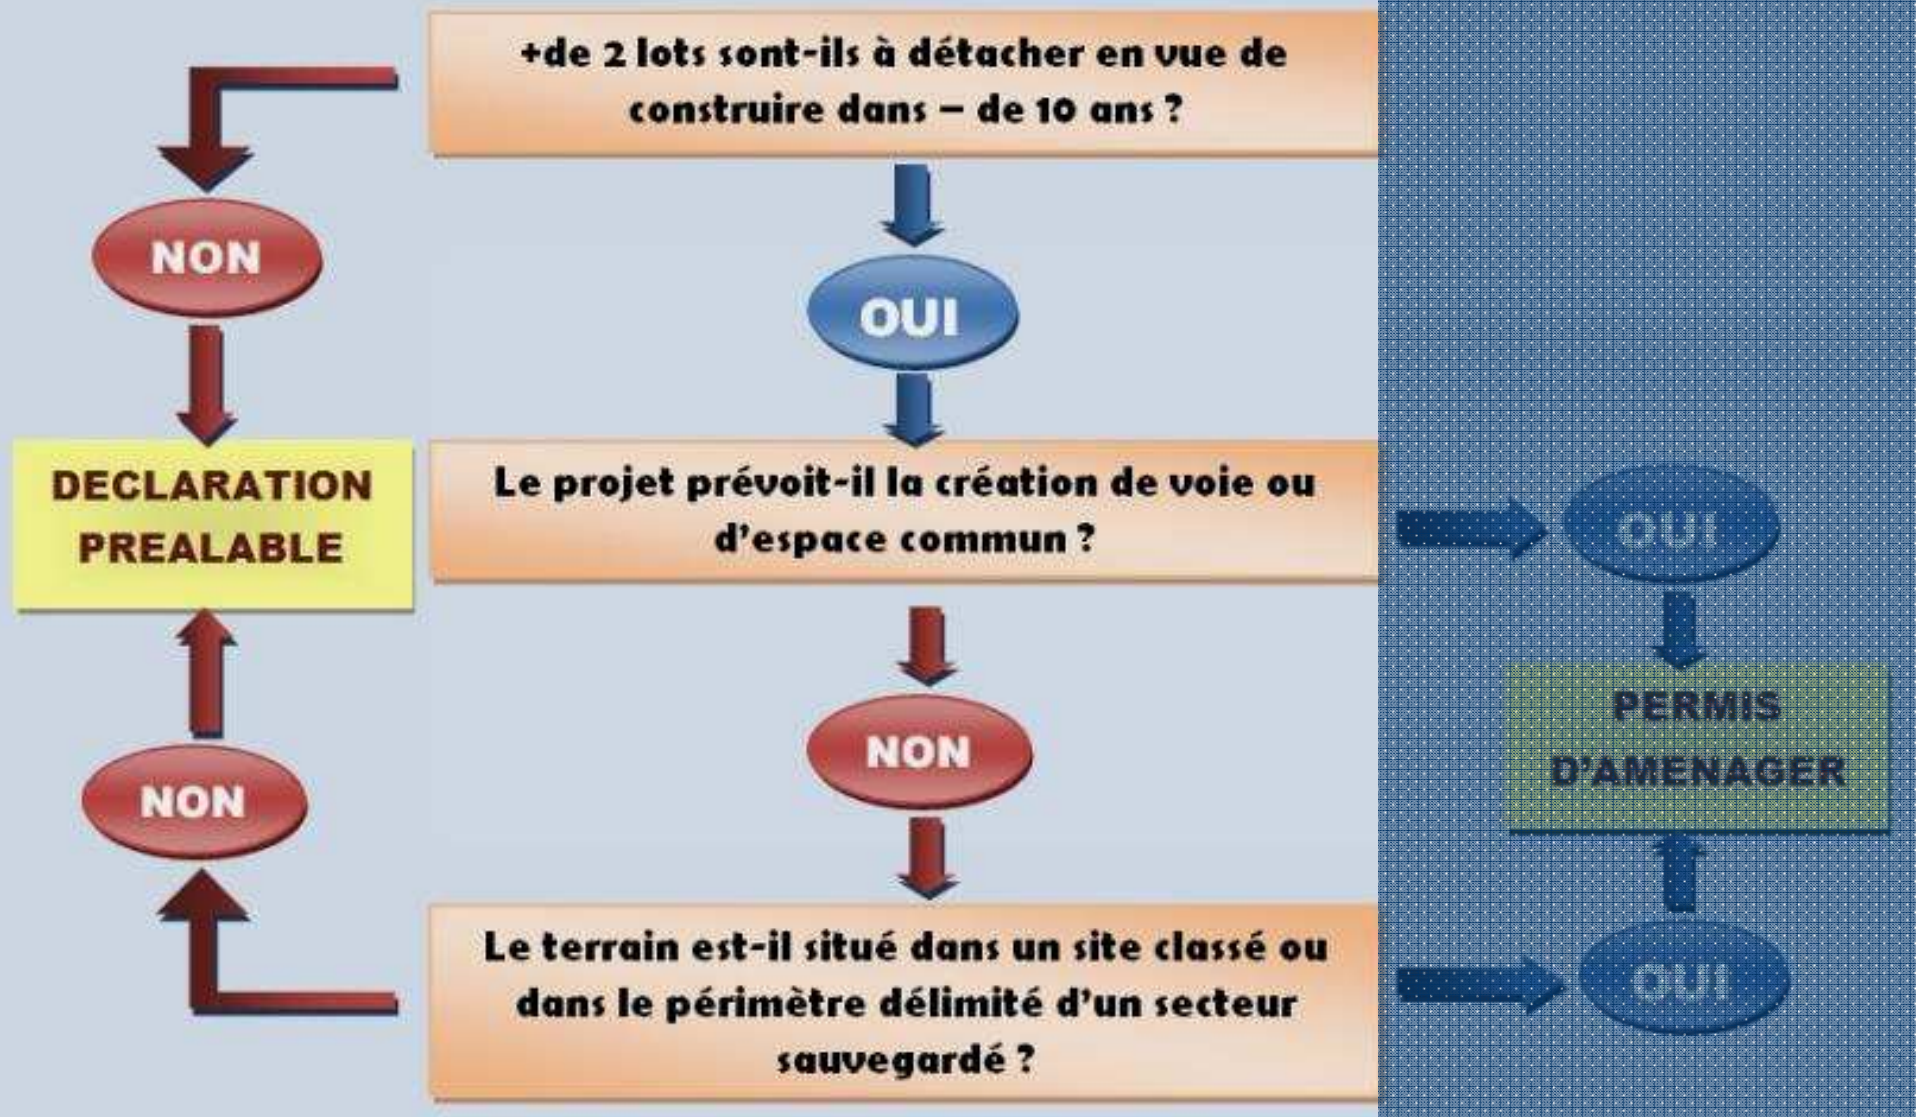 +de 2 lots sont-ils à détacher en vue de
construire dans – de 10 ans ?
NON
OUI
DECLARATION
PREALABLE
Le projet prévoit-il la création de voie ou
d'espace commun ?
OUI
NON
PERMIS
D'AMENAGER
NON
Le terrain est-il situé dans un site classé ou
dans le périmètre délimité d'un secteur
sauvegardé ?
OUI